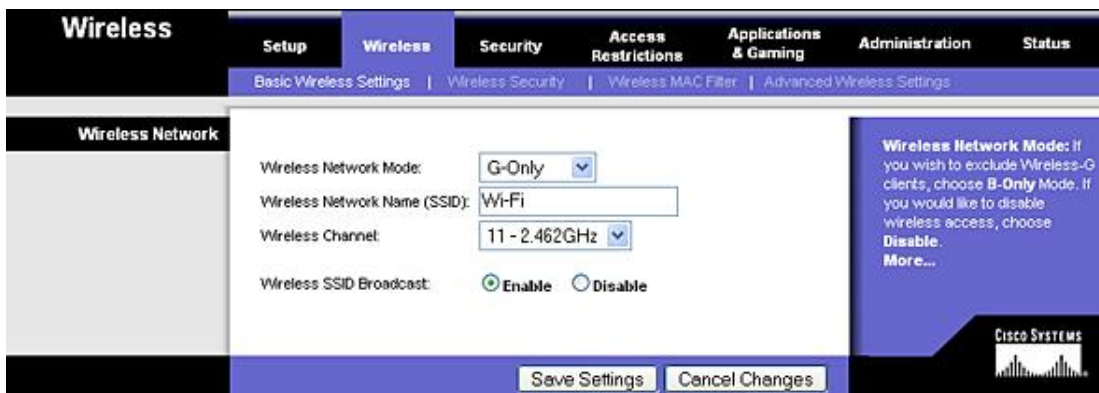 Wireless
Setup
Wireless
Security
Access Restrictions
Applications & Gaming
Administration
Status
Basic Wireless Settings | Wireless Security | Wireless MAC Filter | Advanced Wireless Settings
Wireless Network
Wireless Network Mode: G-Only
Wireless Network Name (SSID): Wi-Fi
Wireless Channel: 11 - 2.462GHz
Wireless SSID Broadcast: Enable Disable
Wireless Network Mode: If
you wish to exclude Wireless-G
clients, choose B-Only Mode. If
you would like to disable
wireless access, choose
Disable.
More...
CISCO SYSTEMS
Save Settings Cancel Changes